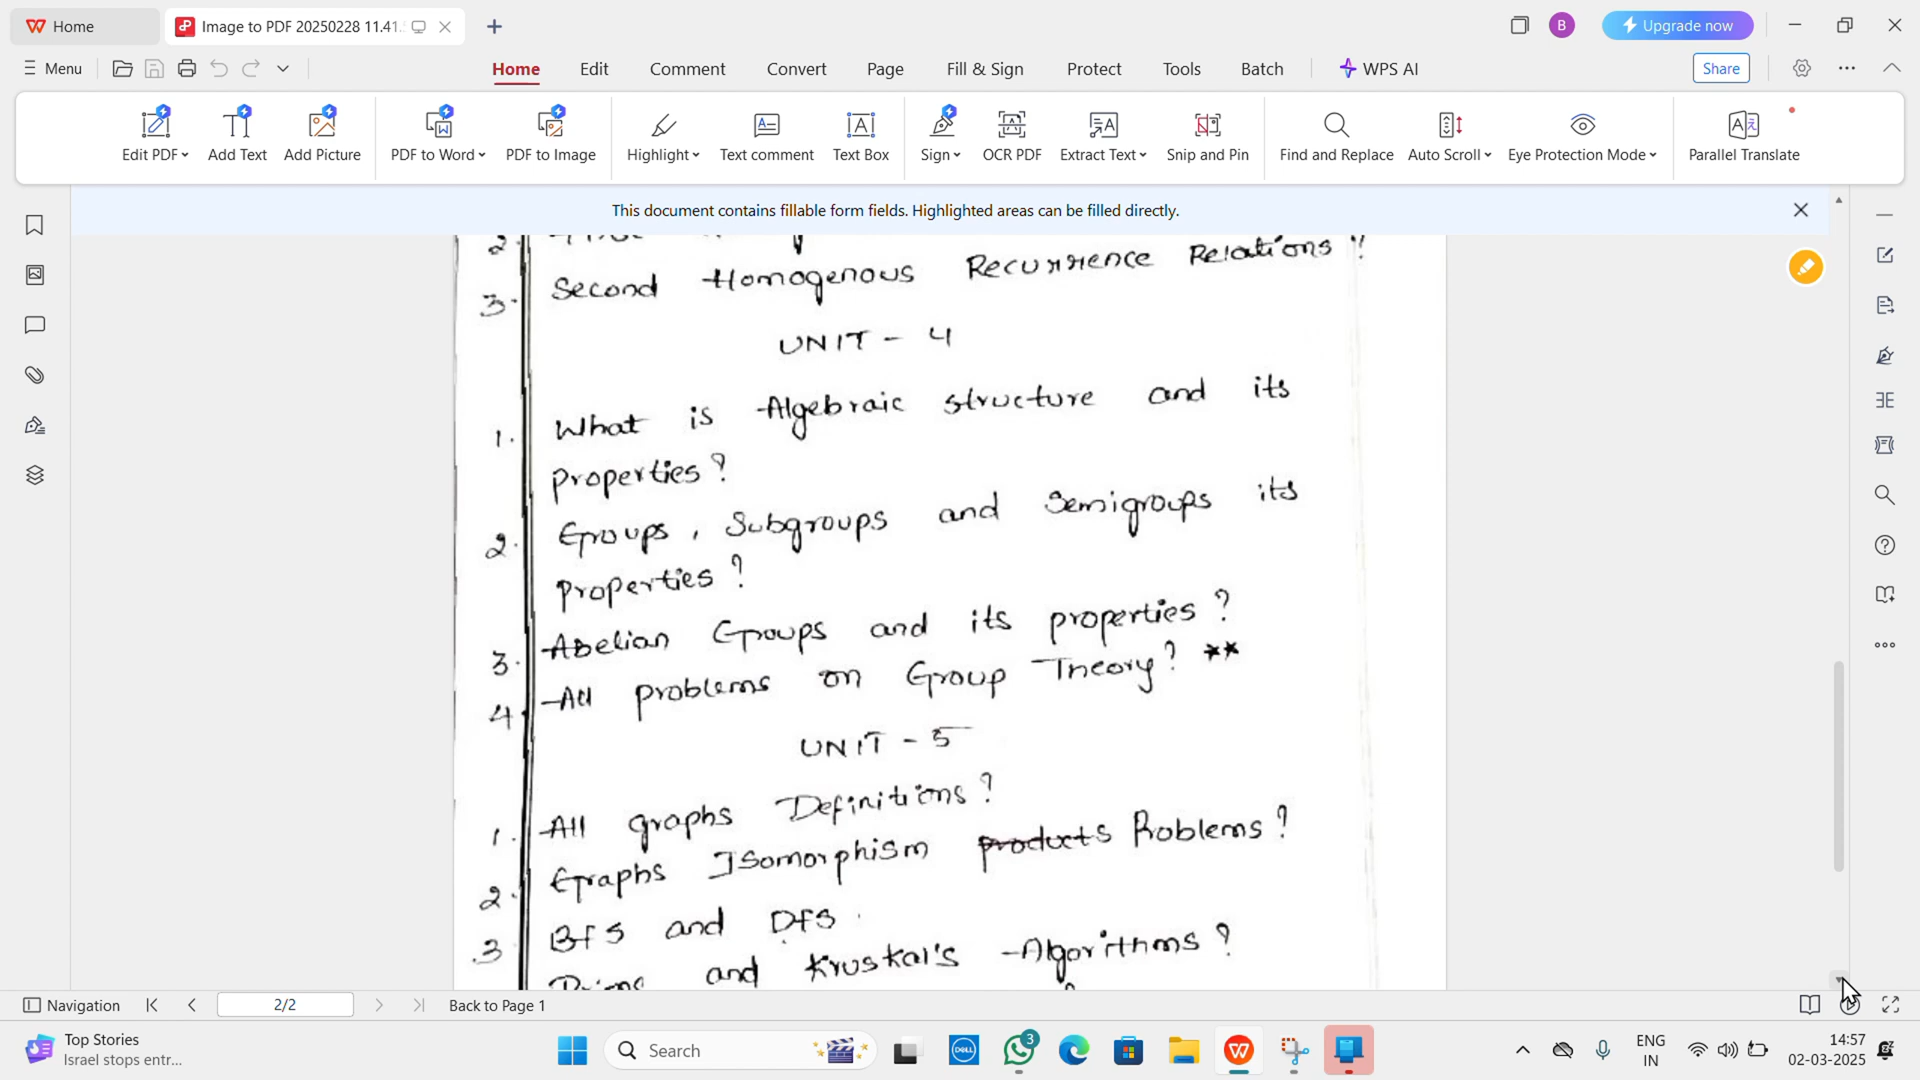 Home
Image to PDF 20250228 11.41.
B
Upgrade now
Menu
Home
Edit
Comment
Convert
Page
Fill & Sign
Protect
Tools
Batch
WPS AI
Share
Edit PDF
Add Text
Add Picture
PDF to Word
PDF to Image
Highlight
Text comment
Text Box
Sign
OCR PDF
Extract Text
Snip and Pin
Find and Replace
Auto Scroll
Eye Protection Mode
Parallel Translate
This document contains fillable form fields. Highlighted areas can be filled directly.
2.
3. Second Homogenous Recurrence Relations?
UNIT - 4
1. What is Algebraic structure and its
properties?
2. Groups, Subgroups and Semigroups its
properties?
3. Abelian Groups and its properties?
4. All problems on Group Theory? **
UNIT - 5
1. All graphs Definitions?
2. Graphs Isomorphism products Problems?
3 BFS and DFS.
Prims and Kruskal's Algorithms?
Navigation
2/2
Back to Page 1
Top Stories
Israel stops entr...
Search
DELL
3
ENG
IN
14:57
02-03-2025